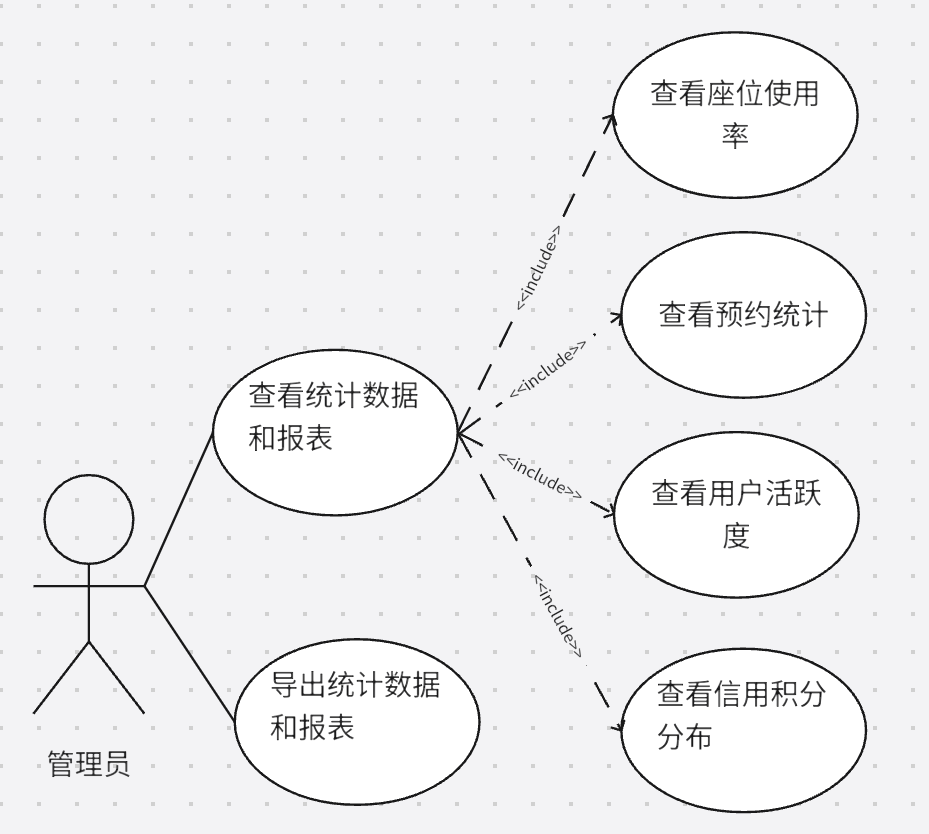 查看座位使用
率
<<include>>
查看预约统计
<<include>>
查看统计数据
和报表
<<include>>
查看用户活跃
度
<<include>>
导出统计数据
和报表
查看信用积分
分布
管理员